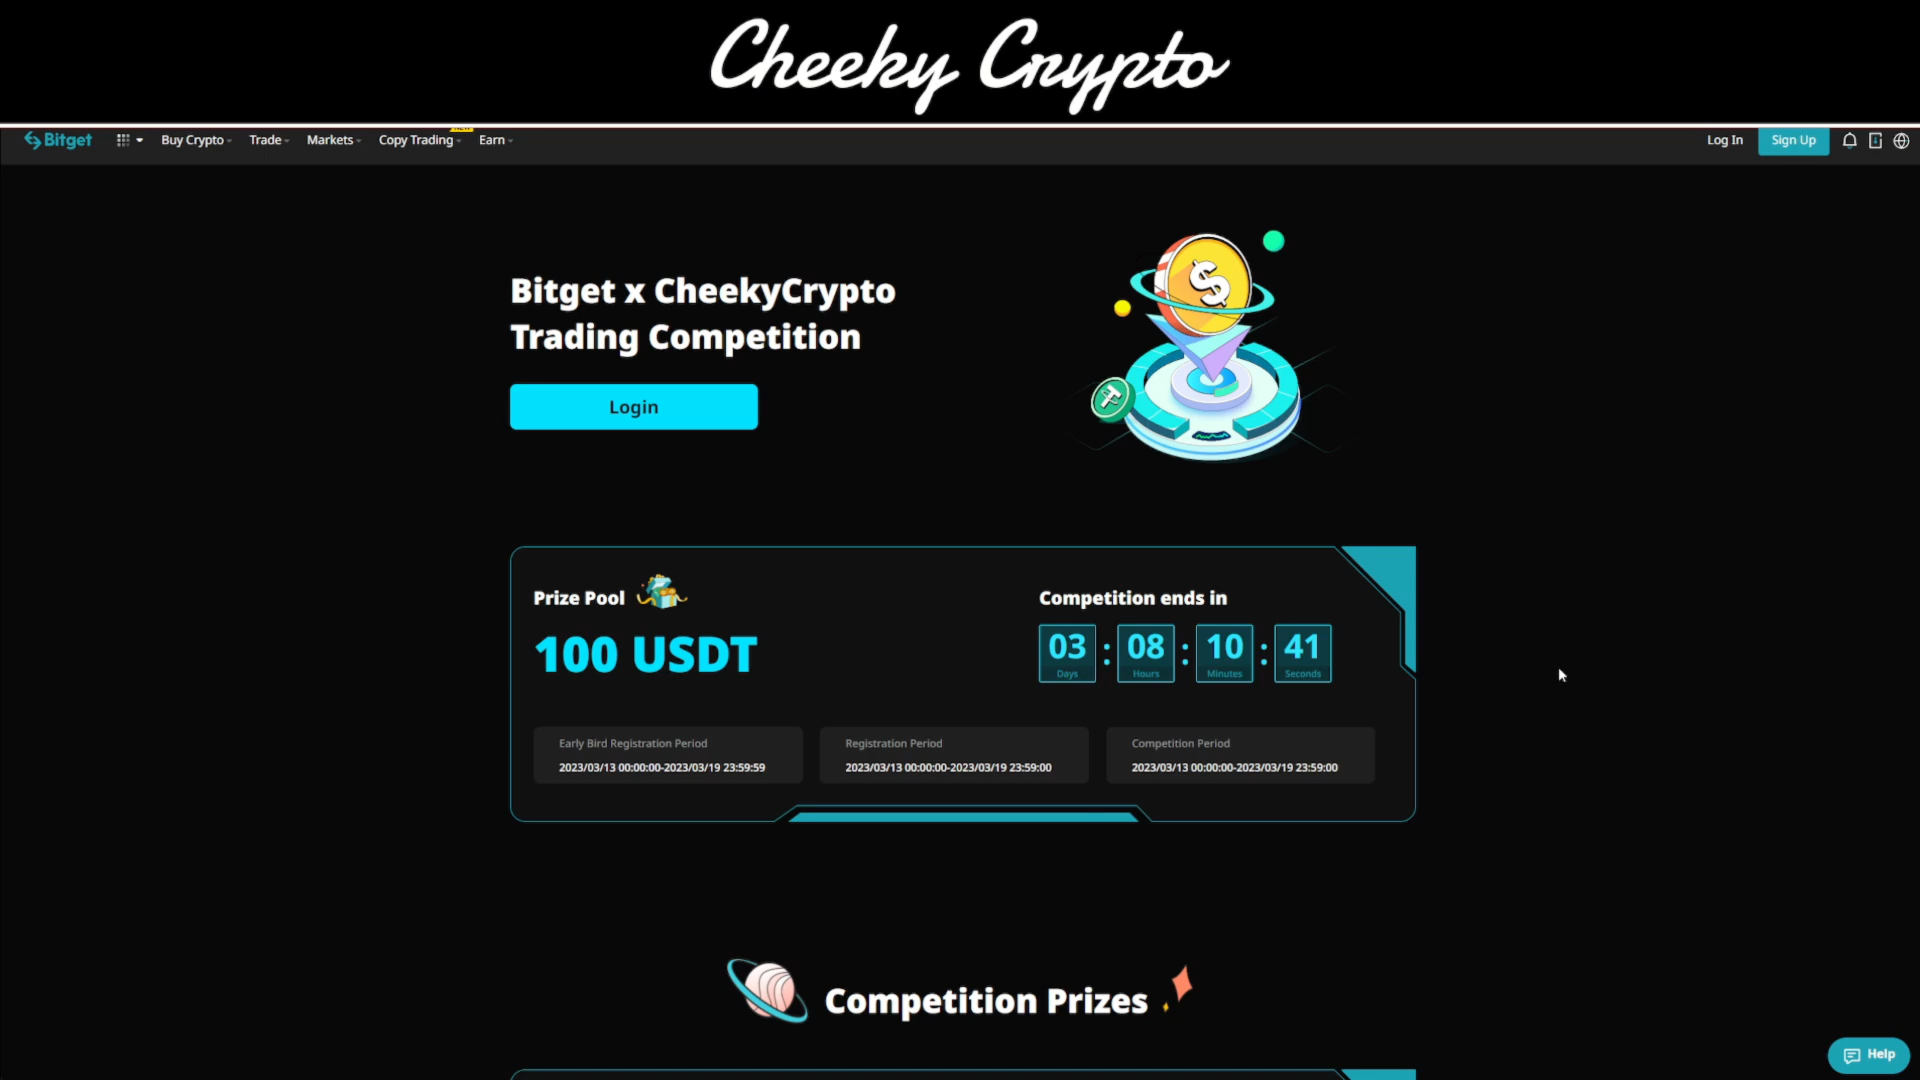 Cheeky Crypto
Bitget Buy Crypto Trade Markets Copy Trading NEW Earn Log In Sign Up
Bitget x CheekyCrypto
Trading Competition
$
Login
Prize Pool
100 USDT
Competition ends in
03 : 08 : 10 : 41
Days Hours Minutes Seconds
Early Bird Registration Period
2023/03/13 00:00:00-2023/03/19 23:59:59
Registration Period
2023/03/13 00:00:00-2023/03/19 23:59:00
Competition Period
2023/03/13 00:00:00-2023/03/19 23:59:00
Competition Prizes
Help